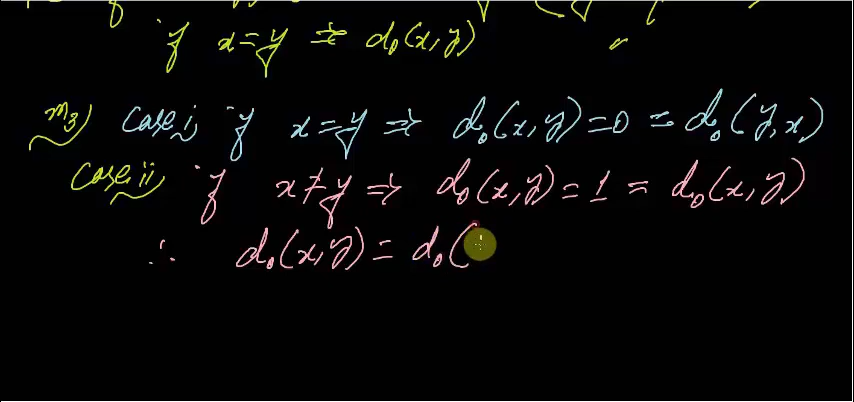 if x = y ⇒ d₀(x, y)
M3) Case i, if x = y ⇒ d₀(x, y) = 0 = d₀(y, x)
Case ii, if x ≠ y ⇒ d₀(x, y) = 1 = d₀(x, y)
∴ d₀(x, y) = d₀(